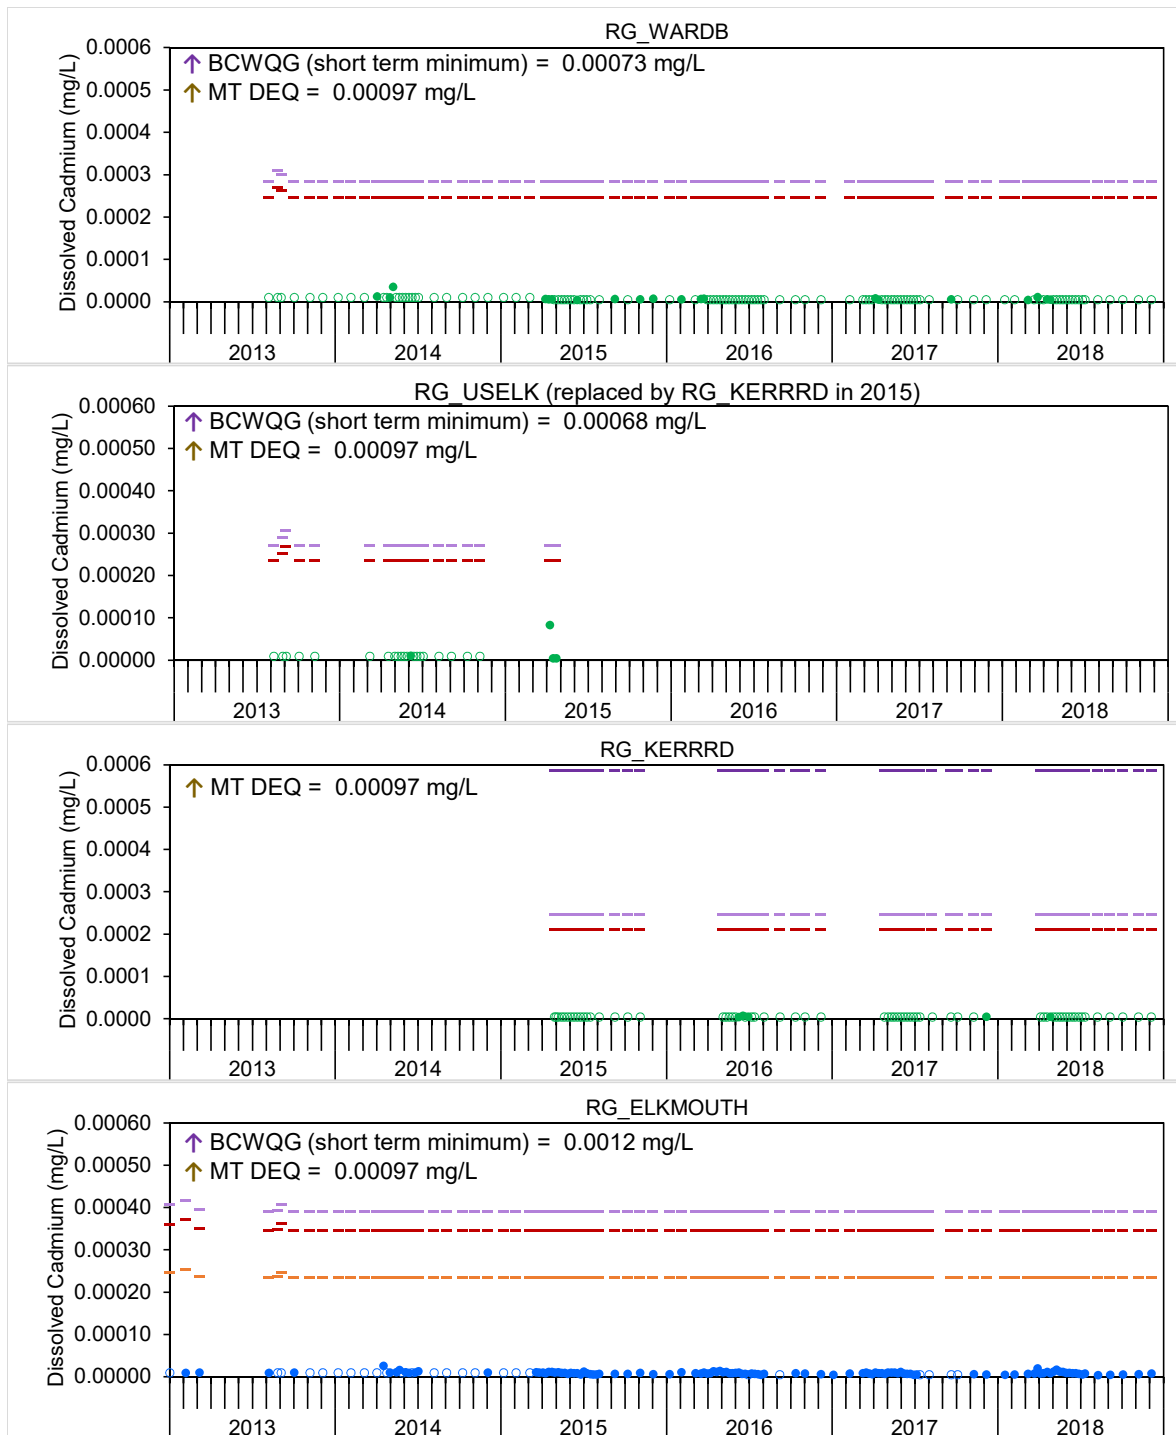 RG_WARDB
Dissolved Cadmium (mg/L)
0.0006
0.0005
0.0004
0.0003
0.0002
0.0001
0.0000
↑ BCWQG (short term minimum) = 0.00073 mg/L
↑ MT DEQ = 0.00097 mg/L
2013 2014 2015 2016 2017 2018
RG_USELK (replaced by RG_KERRRD in 2015)
Dissolved Cadmium (mg/L)
0.00060
0.00050
0.00040
0.00030
0.00020
0.00010
0.00000
↑ BCWQG (short term minimum) = 0.00068 mg/L
↑ MT DEQ = 0.00097 mg/L
2013 2014 2015 2016 2017 2018
RG_KERRRD
Dissolved Cadmium (mg/L)
0.0006
0.0005
0.0004
0.0003
0.0002
0.0001
0.0000
↑ MT DEQ = 0.00097 mg/L
2013 2014 2015 2016 2017 2018
RG_ELKMOUTH
Dissolved Cadmium (mg/L)
0.00060
0.00050
0.00040
0.00030
0.00020
0.00010
0.00000
↑ BCWQG (short term minimum) = 0.0012 mg/L
↑ MT DEQ = 0.00097 mg/L
2013 2014 2015 2016 2017 2018